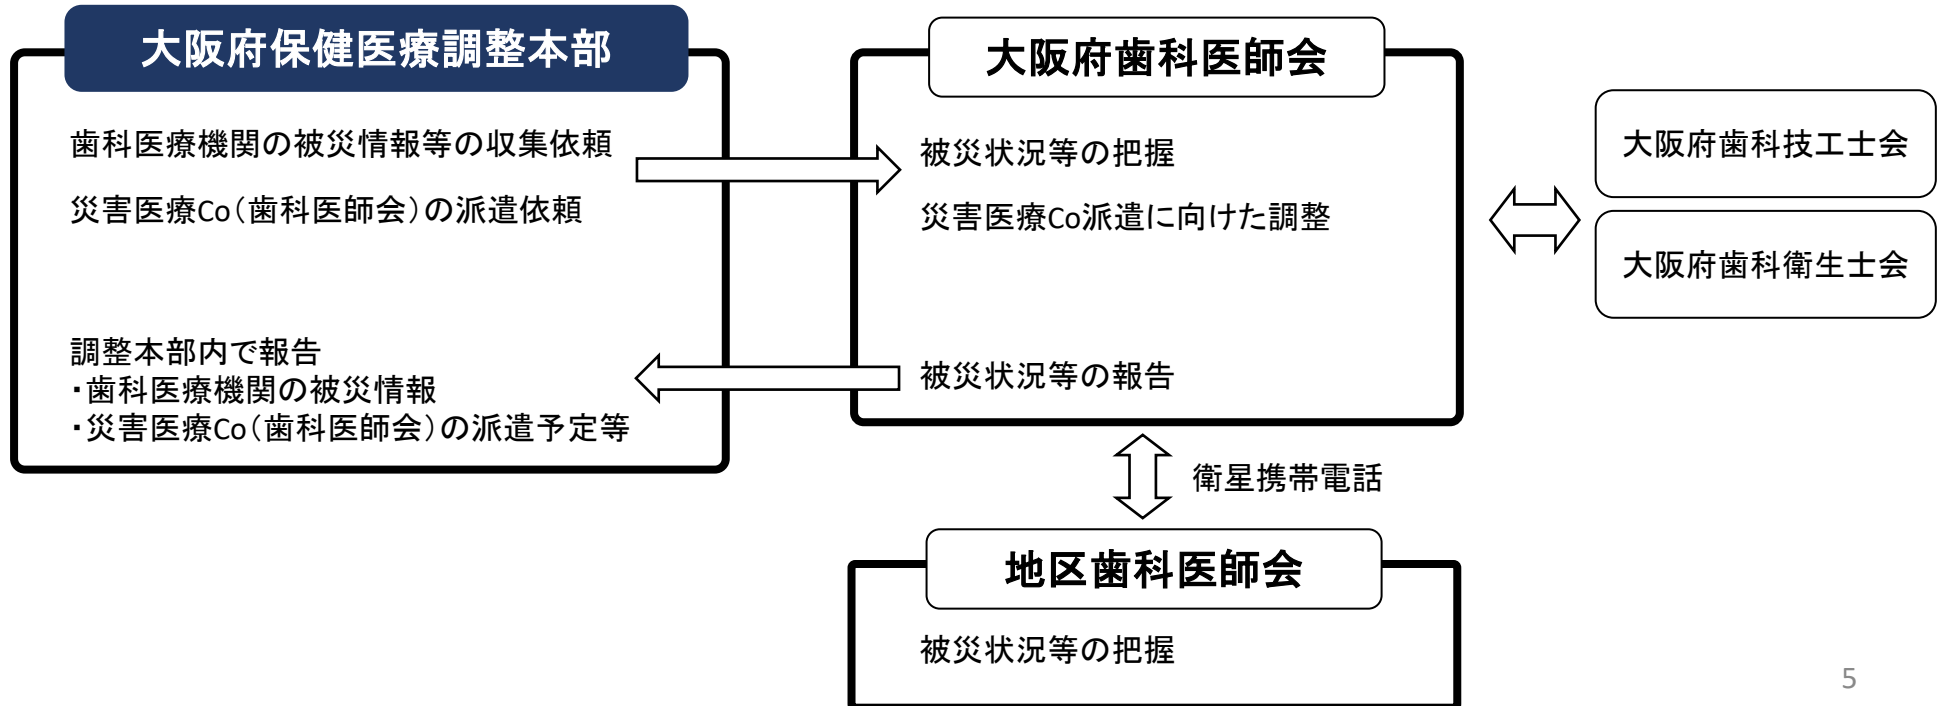 大阪府保健医療調整本部
歯科医療機関の被災情報等の収集依頼
災害医療Co（歯科医師会）の派遣依頼
調整本部内で報告
・歯科医療機関の被災情報
・災害医療Co（歯科医師会）の派遣予定等
大阪府歯科医師会
被災状況等の把握
災害医療Co派遣に向けた調整
被災状況等の報告
大阪府歯科技工士会
大阪府歯科衛生士会
衛星携帯電話
地区歯科医師会
被災状況等の把握
5